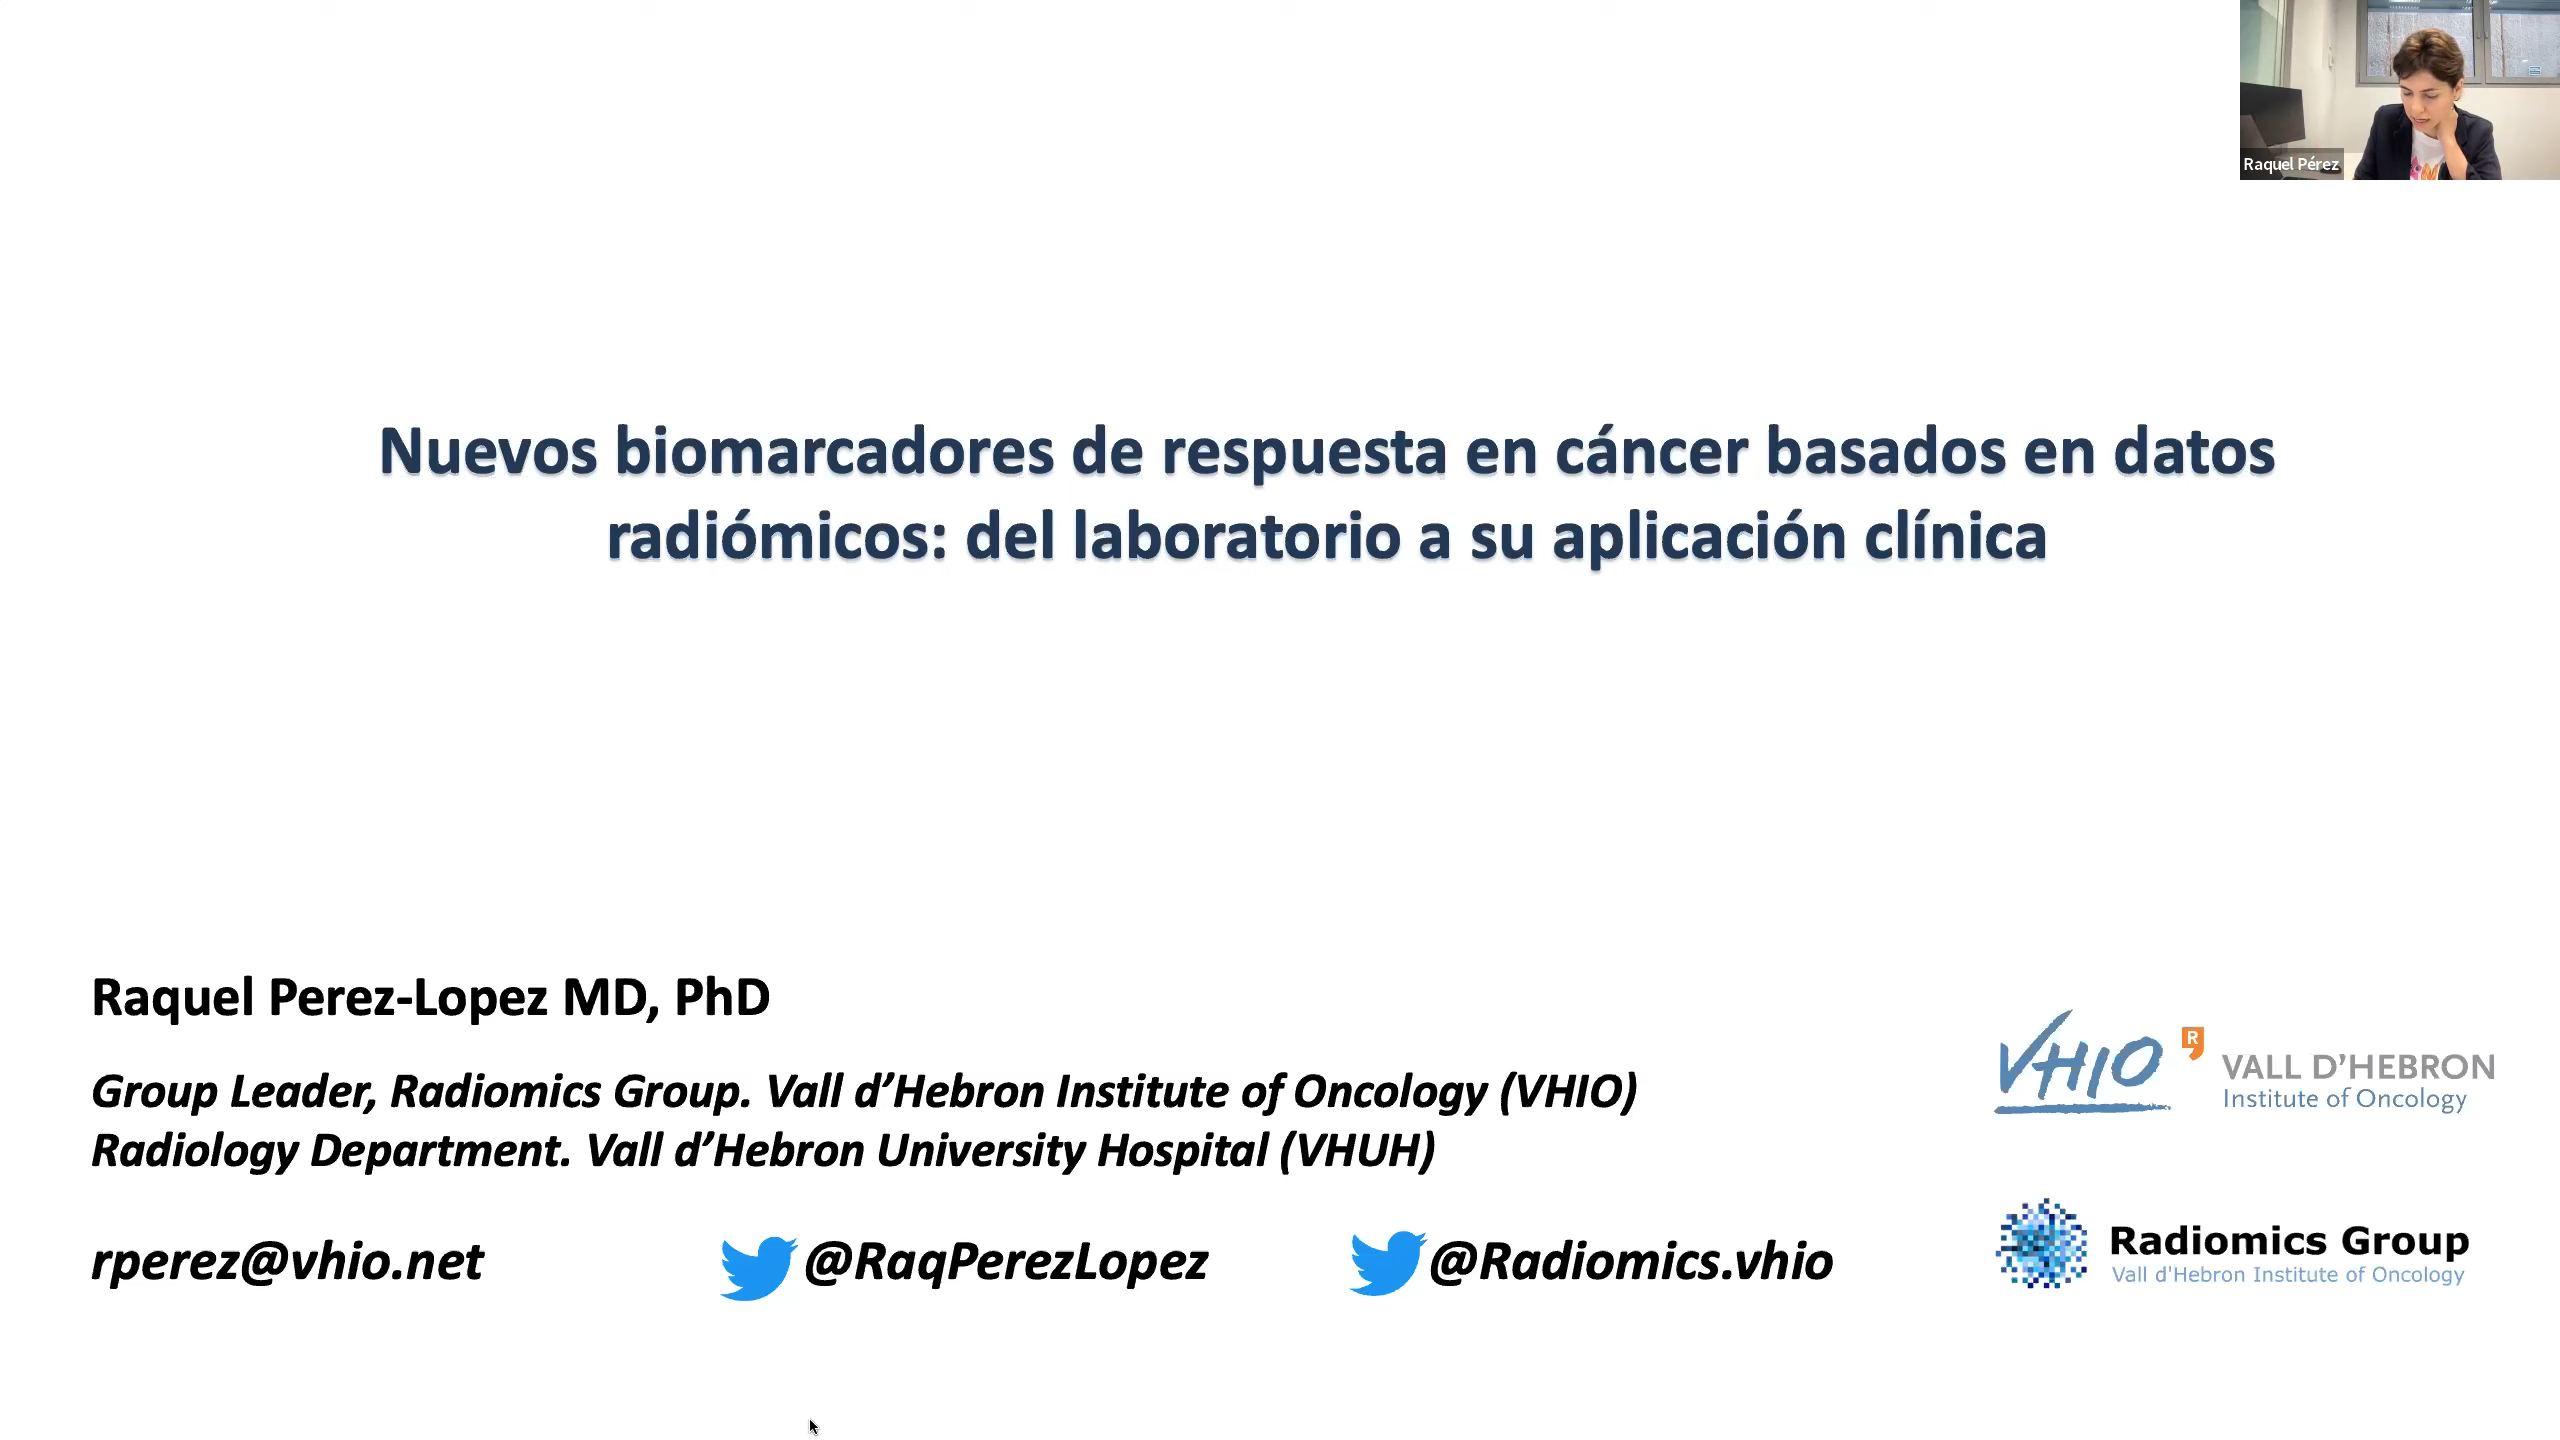 Raquel Pérez
Nuevos biomarcadores de respuesta en cáncer basados en datos
radiómicos: del laboratorio a su aplicación clínica
Raquel Perez-Lopez MD, PhD
Group Leader, Radiomics Group. Vall d’Hebron Institute of Oncology (VHIO)
Radiology Department. Vall d’Hebron University Hospital (VHUH)
rperez@vhio.net
@RaqPerezLopez
@Radiomics.vhio
VHIO
R
VALL D’HEBRON
Institute of Oncology
Radiomics Group
Vall d'Hebron Institute of Oncology